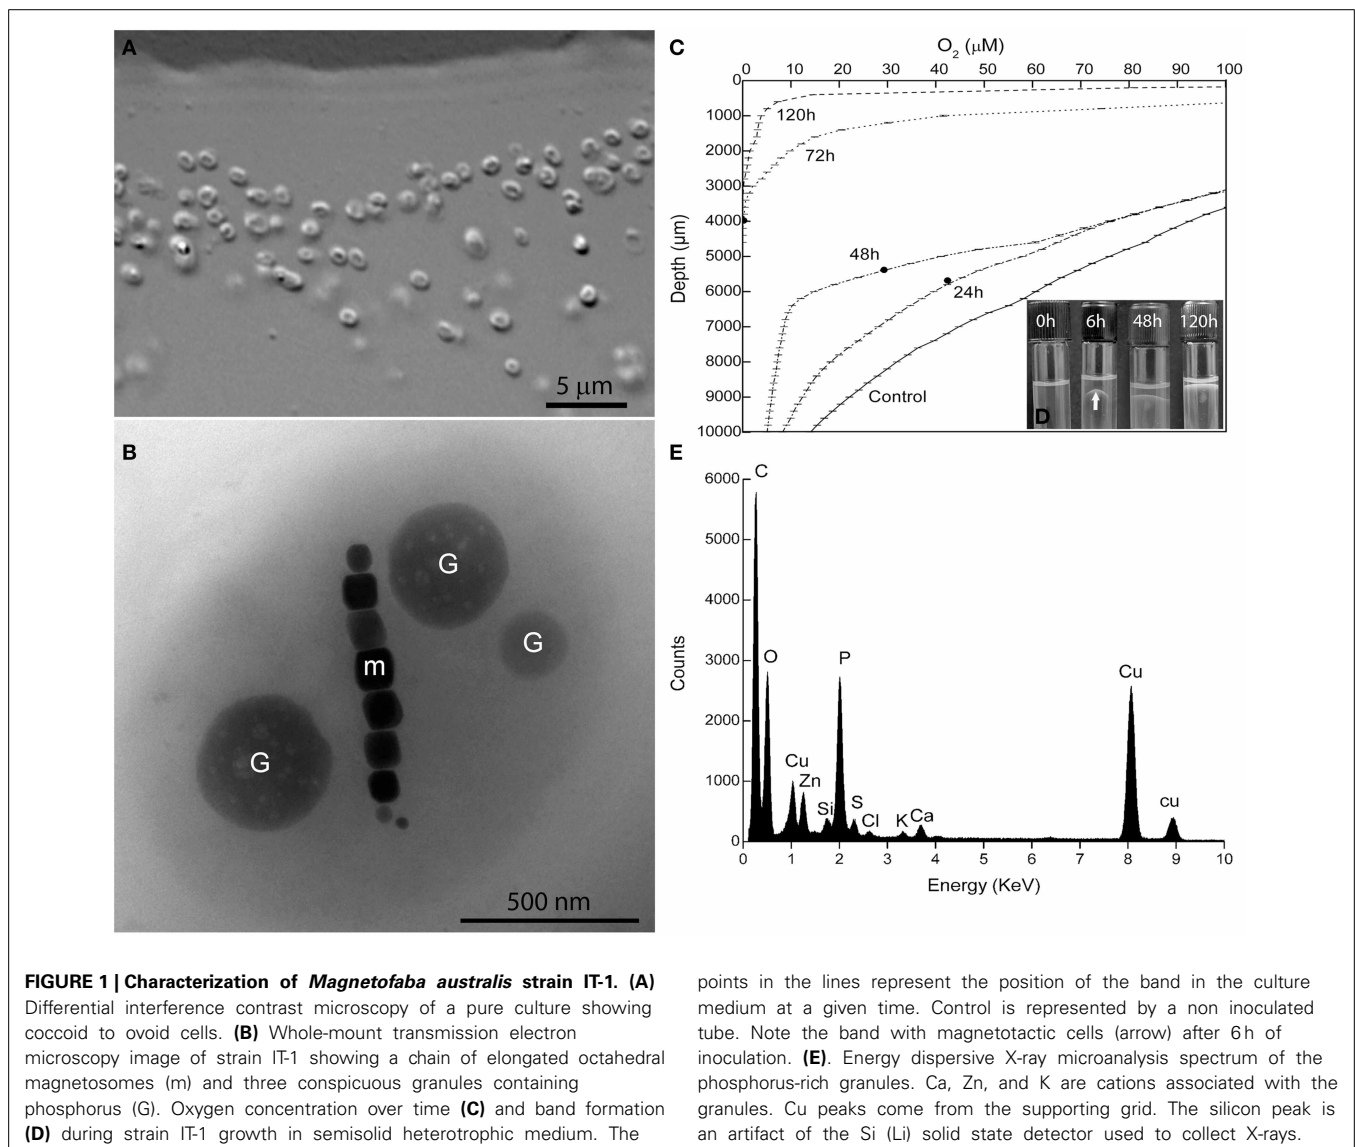 A
5 µm
B
G
G
m
G
500 nm
C
O2 (µM)
0 10 20 30 40 50 60 70 80 90 100
0
1000
2000
3000
4000
5000
6000
7000
8000
9000
10000
Depth (µm)
120h
72h
48h
24h
Control
0h 6h 48h 120h
D
E
6000
5000
4000
3000
2000
1000
0
Counts
C
O
Cu
Zn
Si
P
S
Cl
K
Ca
Cu
cu
0 1 2 3 4 5 6 7 8 9 10
Energy (KeV)
FIGURE 1 | Characterization of Magnetofaba australis strain IT-1. (A)
Differential interference contrast microscopy of a pure culture showing
coccoid to ovoid cells. (B) Whole-mount transmission electron
microscopy image of strain IT-1 showing a chain of elongated octahedral
magnetosomes (m) and three conspicuous granules containing
phosphorus (G). Oxygen concentration over time (C) and band formation
(D) during strain IT-1 growth in semisolid heterotrophic medium. The
points in the lines represent the position of the band in the culture
medium at a given time. Control is represented by a non inoculated
tube. Note the band with magnetotactic cells (arrow) after 6 h of
inoculation. (E). Energy dispersive X-ray microanalysis spectrum of the
phosphorus-rich granules. Ca, Zn, and K are cations associated with the
granules. Cu peaks come from the supporting grid. The silicon peak is
an artifact of the Si (Li) solid state detector used to collect X-rays.